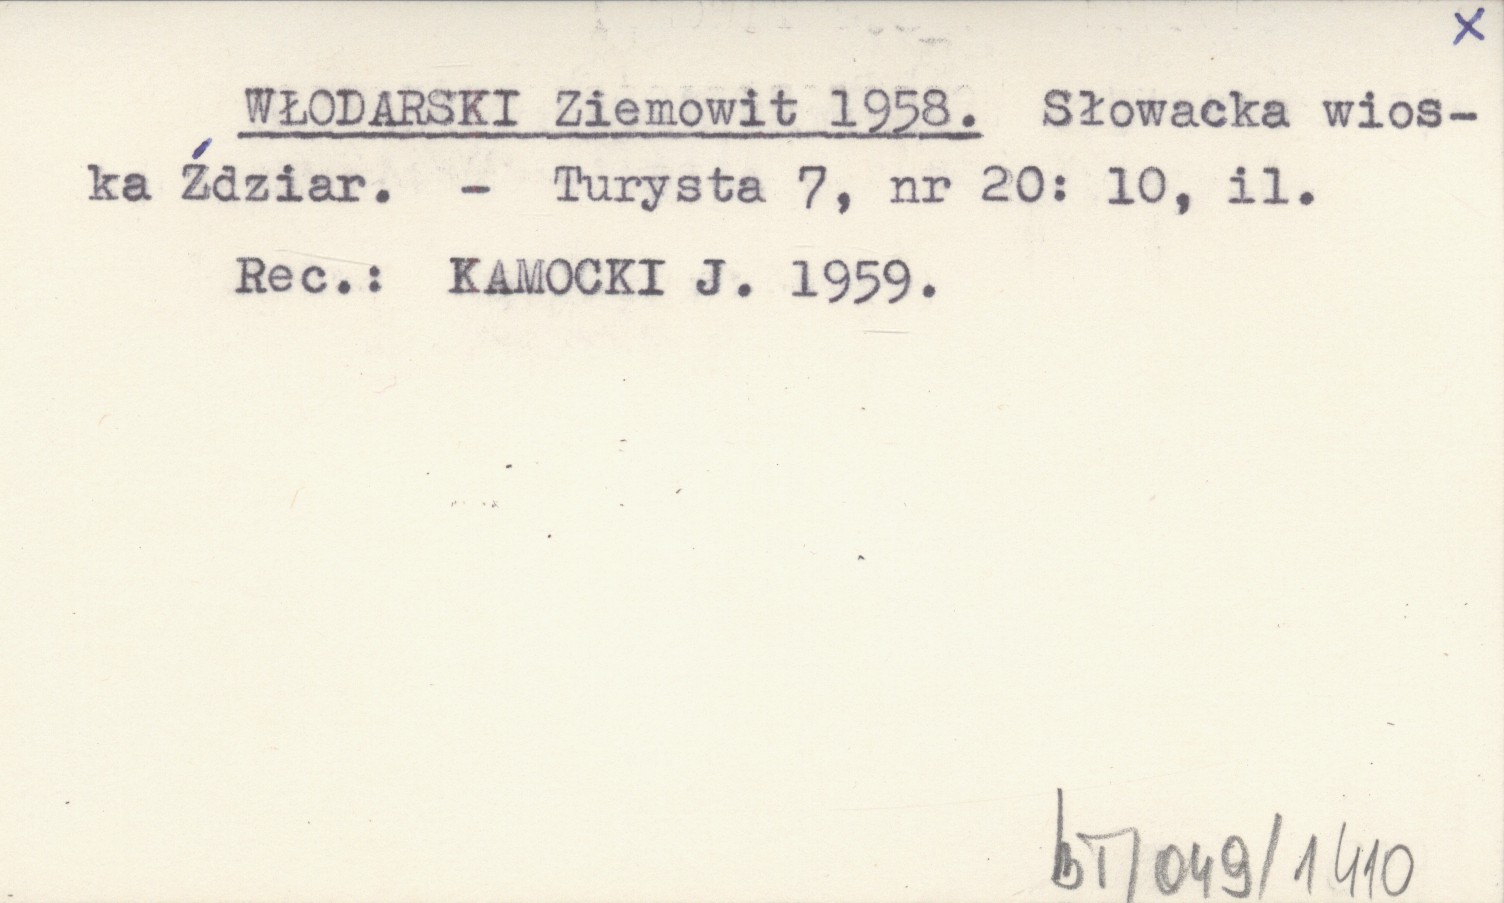 x
WŁODARSKI Ziemowit 1958. Słowacka wios-
ka Ździar. - Turysta 7, nr 20: 10, il.
Rec.: KAMOCKI J. 1959.
bT/049/1410